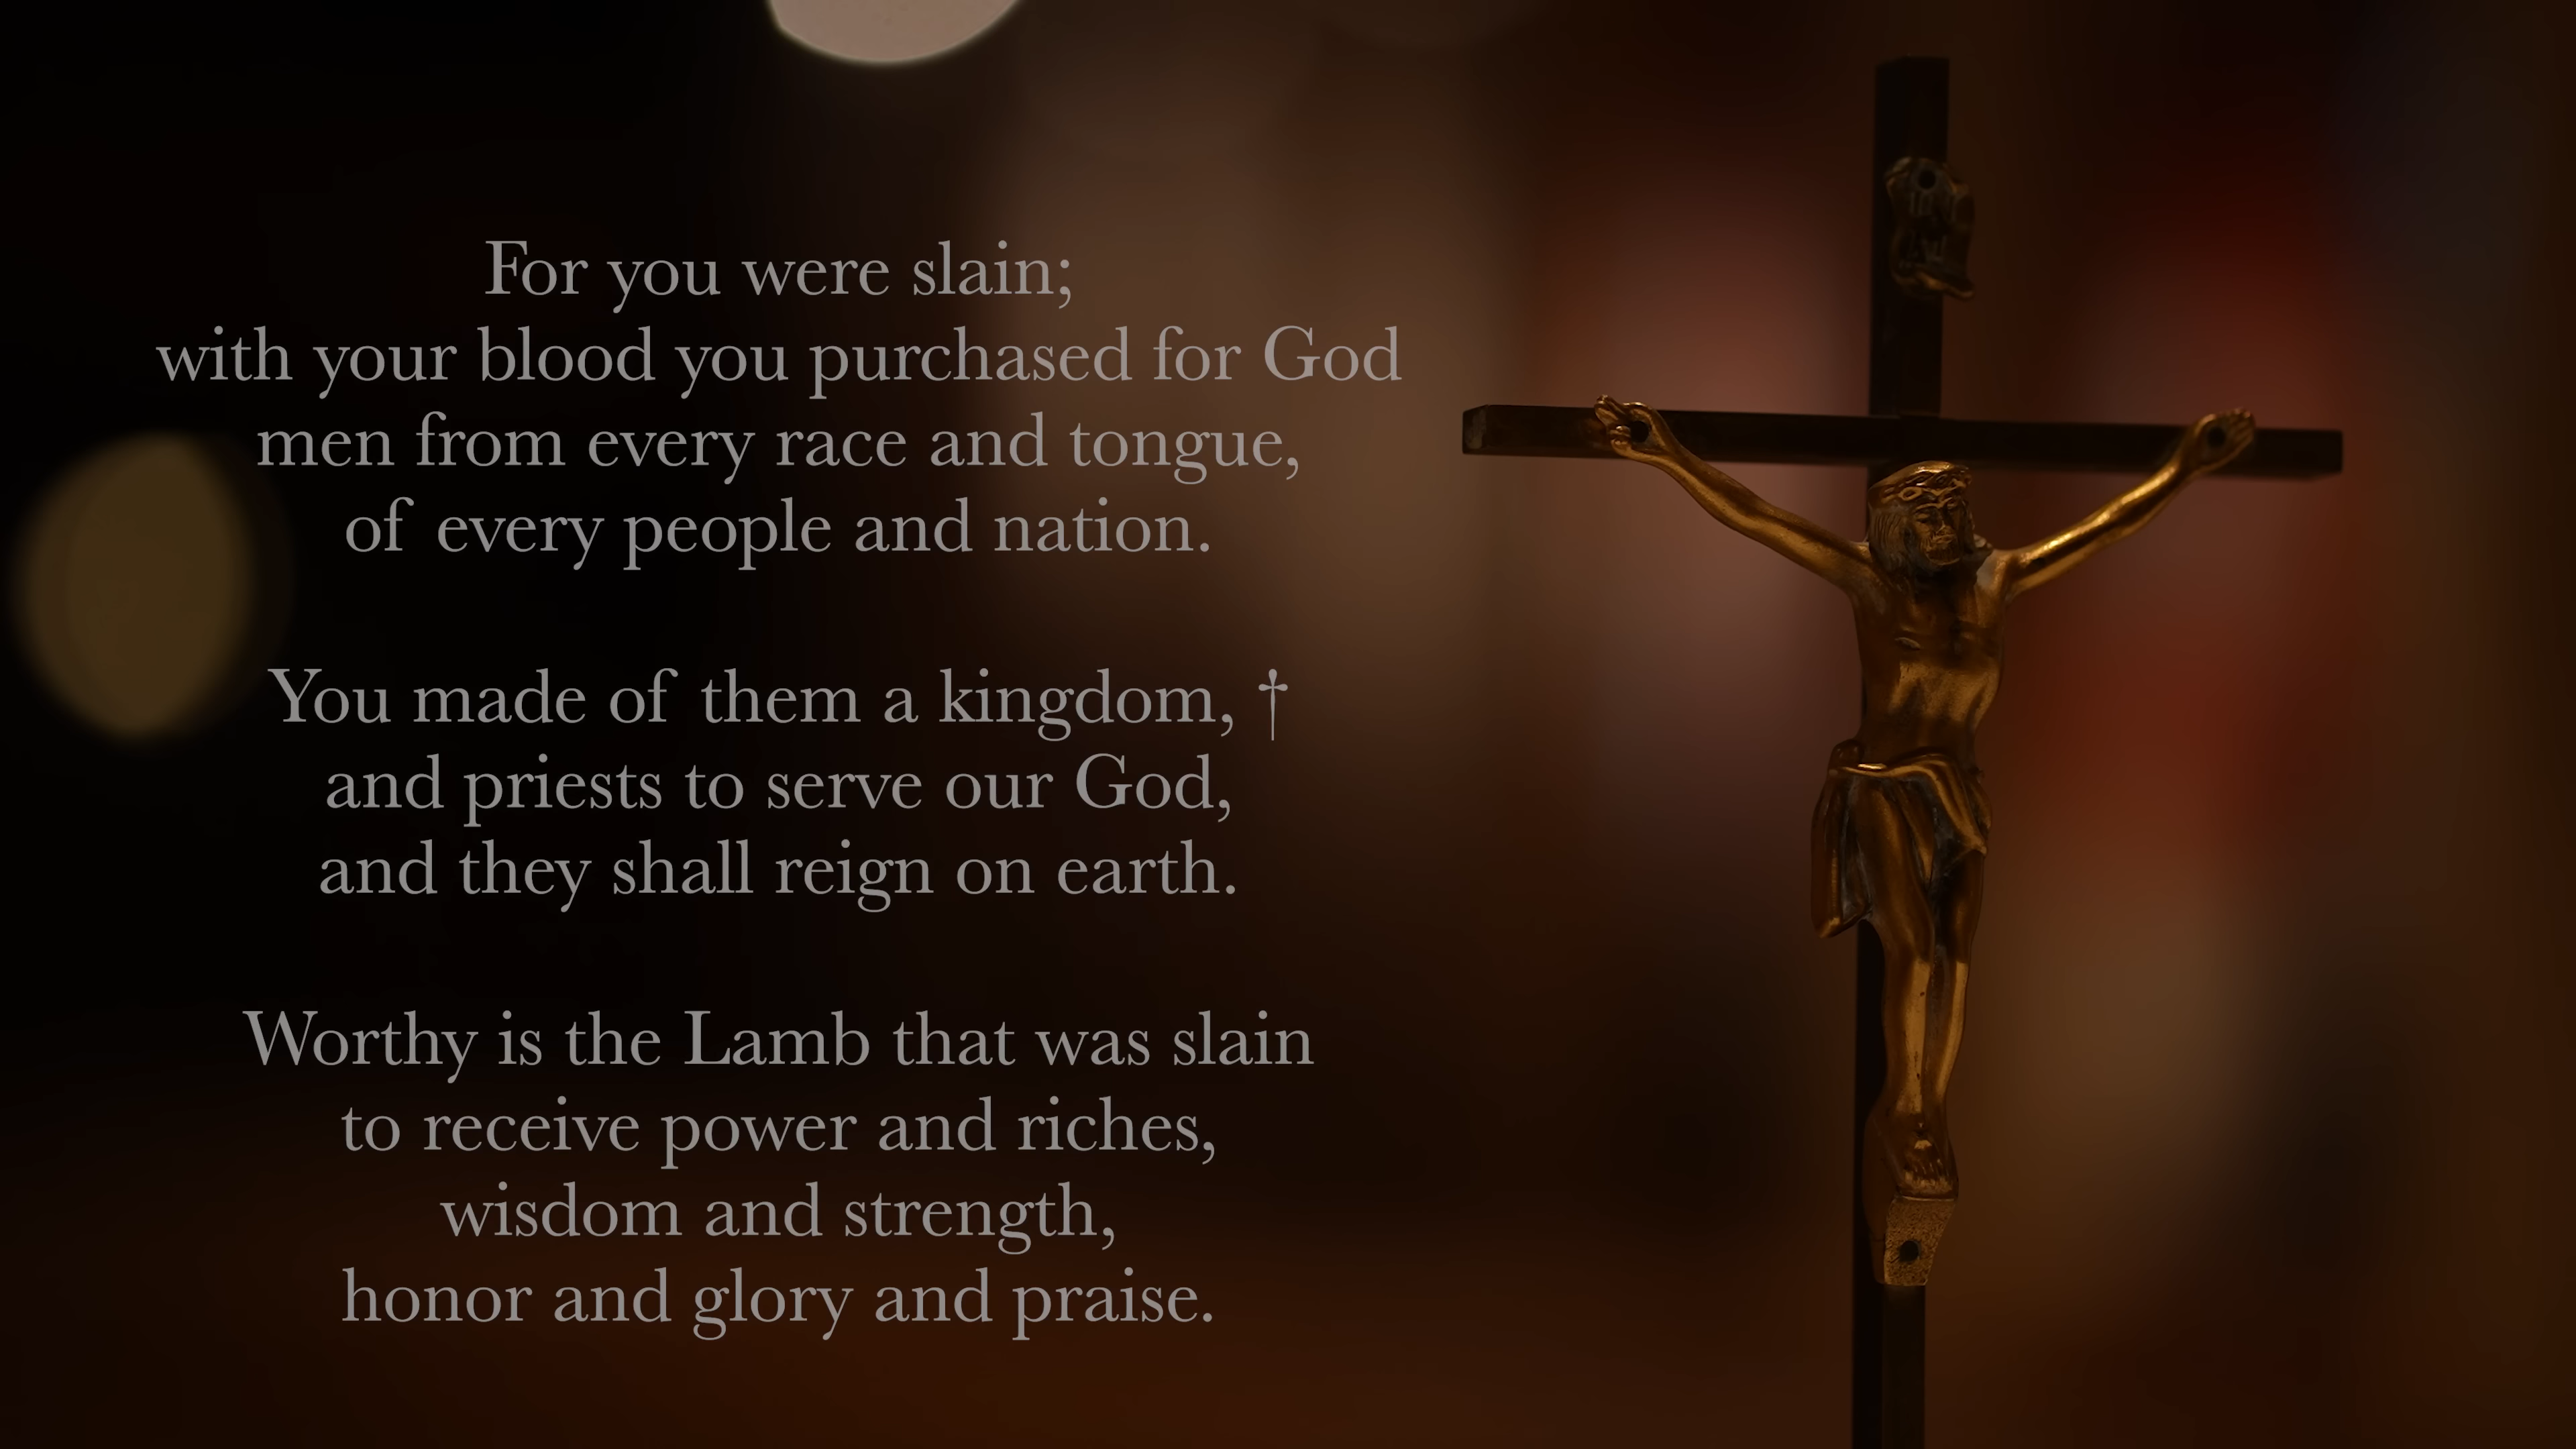 For you were slain;
with your blood you purchased for God
men from every race and tongue,
of every people and nation.
You made of them a kingdom, †
and priests to serve our God,
and they shall reign on earth.
Worthy is the Lamb that was slain
to receive power and riches,
wisdom and strength,
honor and glory and praise.